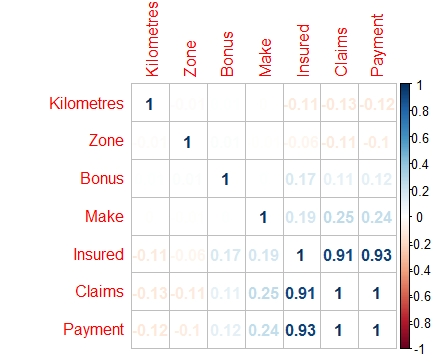 Kilometres Zone Bonus Make Insured Claims Payment
Kilometres 1 -0.11 -0.13 -0.12
Zone 1 -0.06 -0.11 -0.1
Bonus 1 0.17 0.11 0.12
Make 1 0.19 0.25 0.24
Insured -0.11 -0.06 0.17 0.19 1 0.91 0.93
Claims -0.13 -0.11 0.11 0.25 0.91 1 1
Payment -0.12 -0.1 0.12 0.24 0.93 1 1
1
0.8
0.6
0.4
0.2
0
-0.2
-0.4
-0.6
-0.8
-1